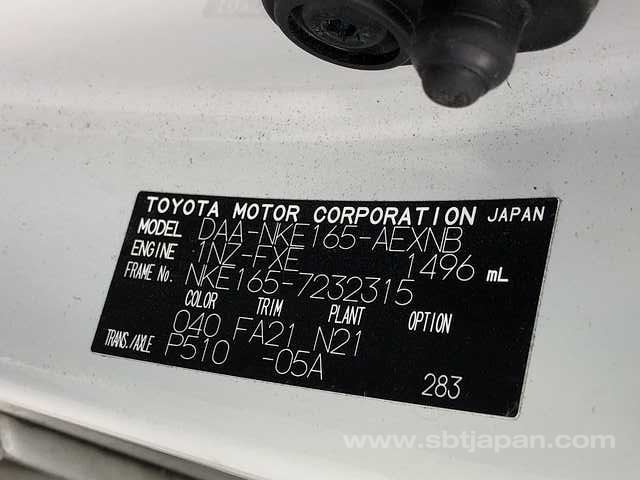 TOYOTA MOTOR CORPORATION JAPAN
MODEL DAA-NKE165-AEXNB
ENGINE 1NZ-FXE 1496 mL
FRAME No. NKE165-7232315
COLOR TRIM PLANT OPTION
040 FA21 N21
TRANS./AXLE P510 -05A
283
www.sbtjapan.com